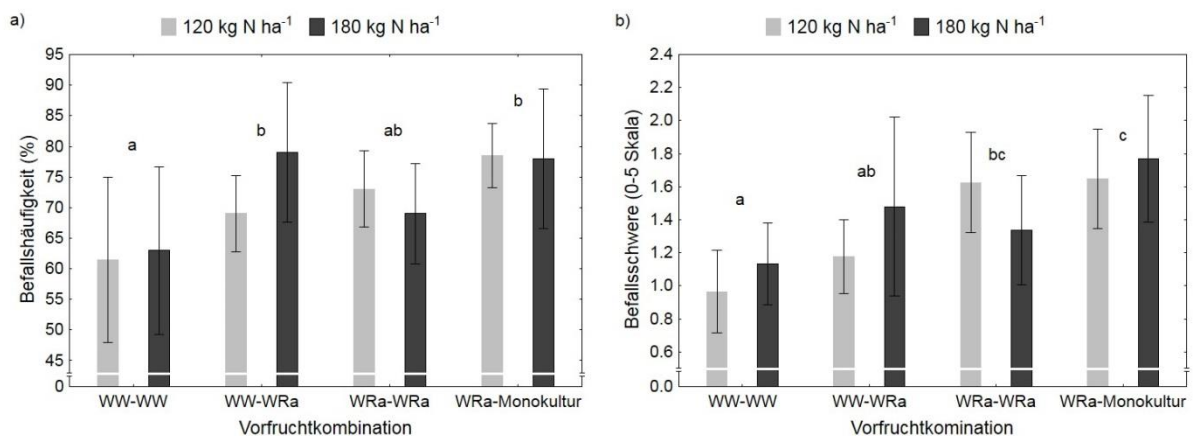 a)
120 kg N ha⁻¹ 180 kg N ha⁻¹
Befallshäufigkeit (%)
95
90
85
80
75
70
65
60
55
50
45
0
a
b
ab
b
WW-WW WW-WRa WRa-WRa WRa-Monokultur
Vorfruchtkombination
b)
120 kg N ha⁻¹ 180 kg N ha⁻¹
Befallsschwere (0-5 Skala)
2.4
2.2
2.0
1.8
1.6
1.4
1.2
1.0
0.8
0.6
0.0
a
ab
bc
c
WW-WW WW-WRa WRa-WRa WRa-Monokultur
Vorfruchtkomination